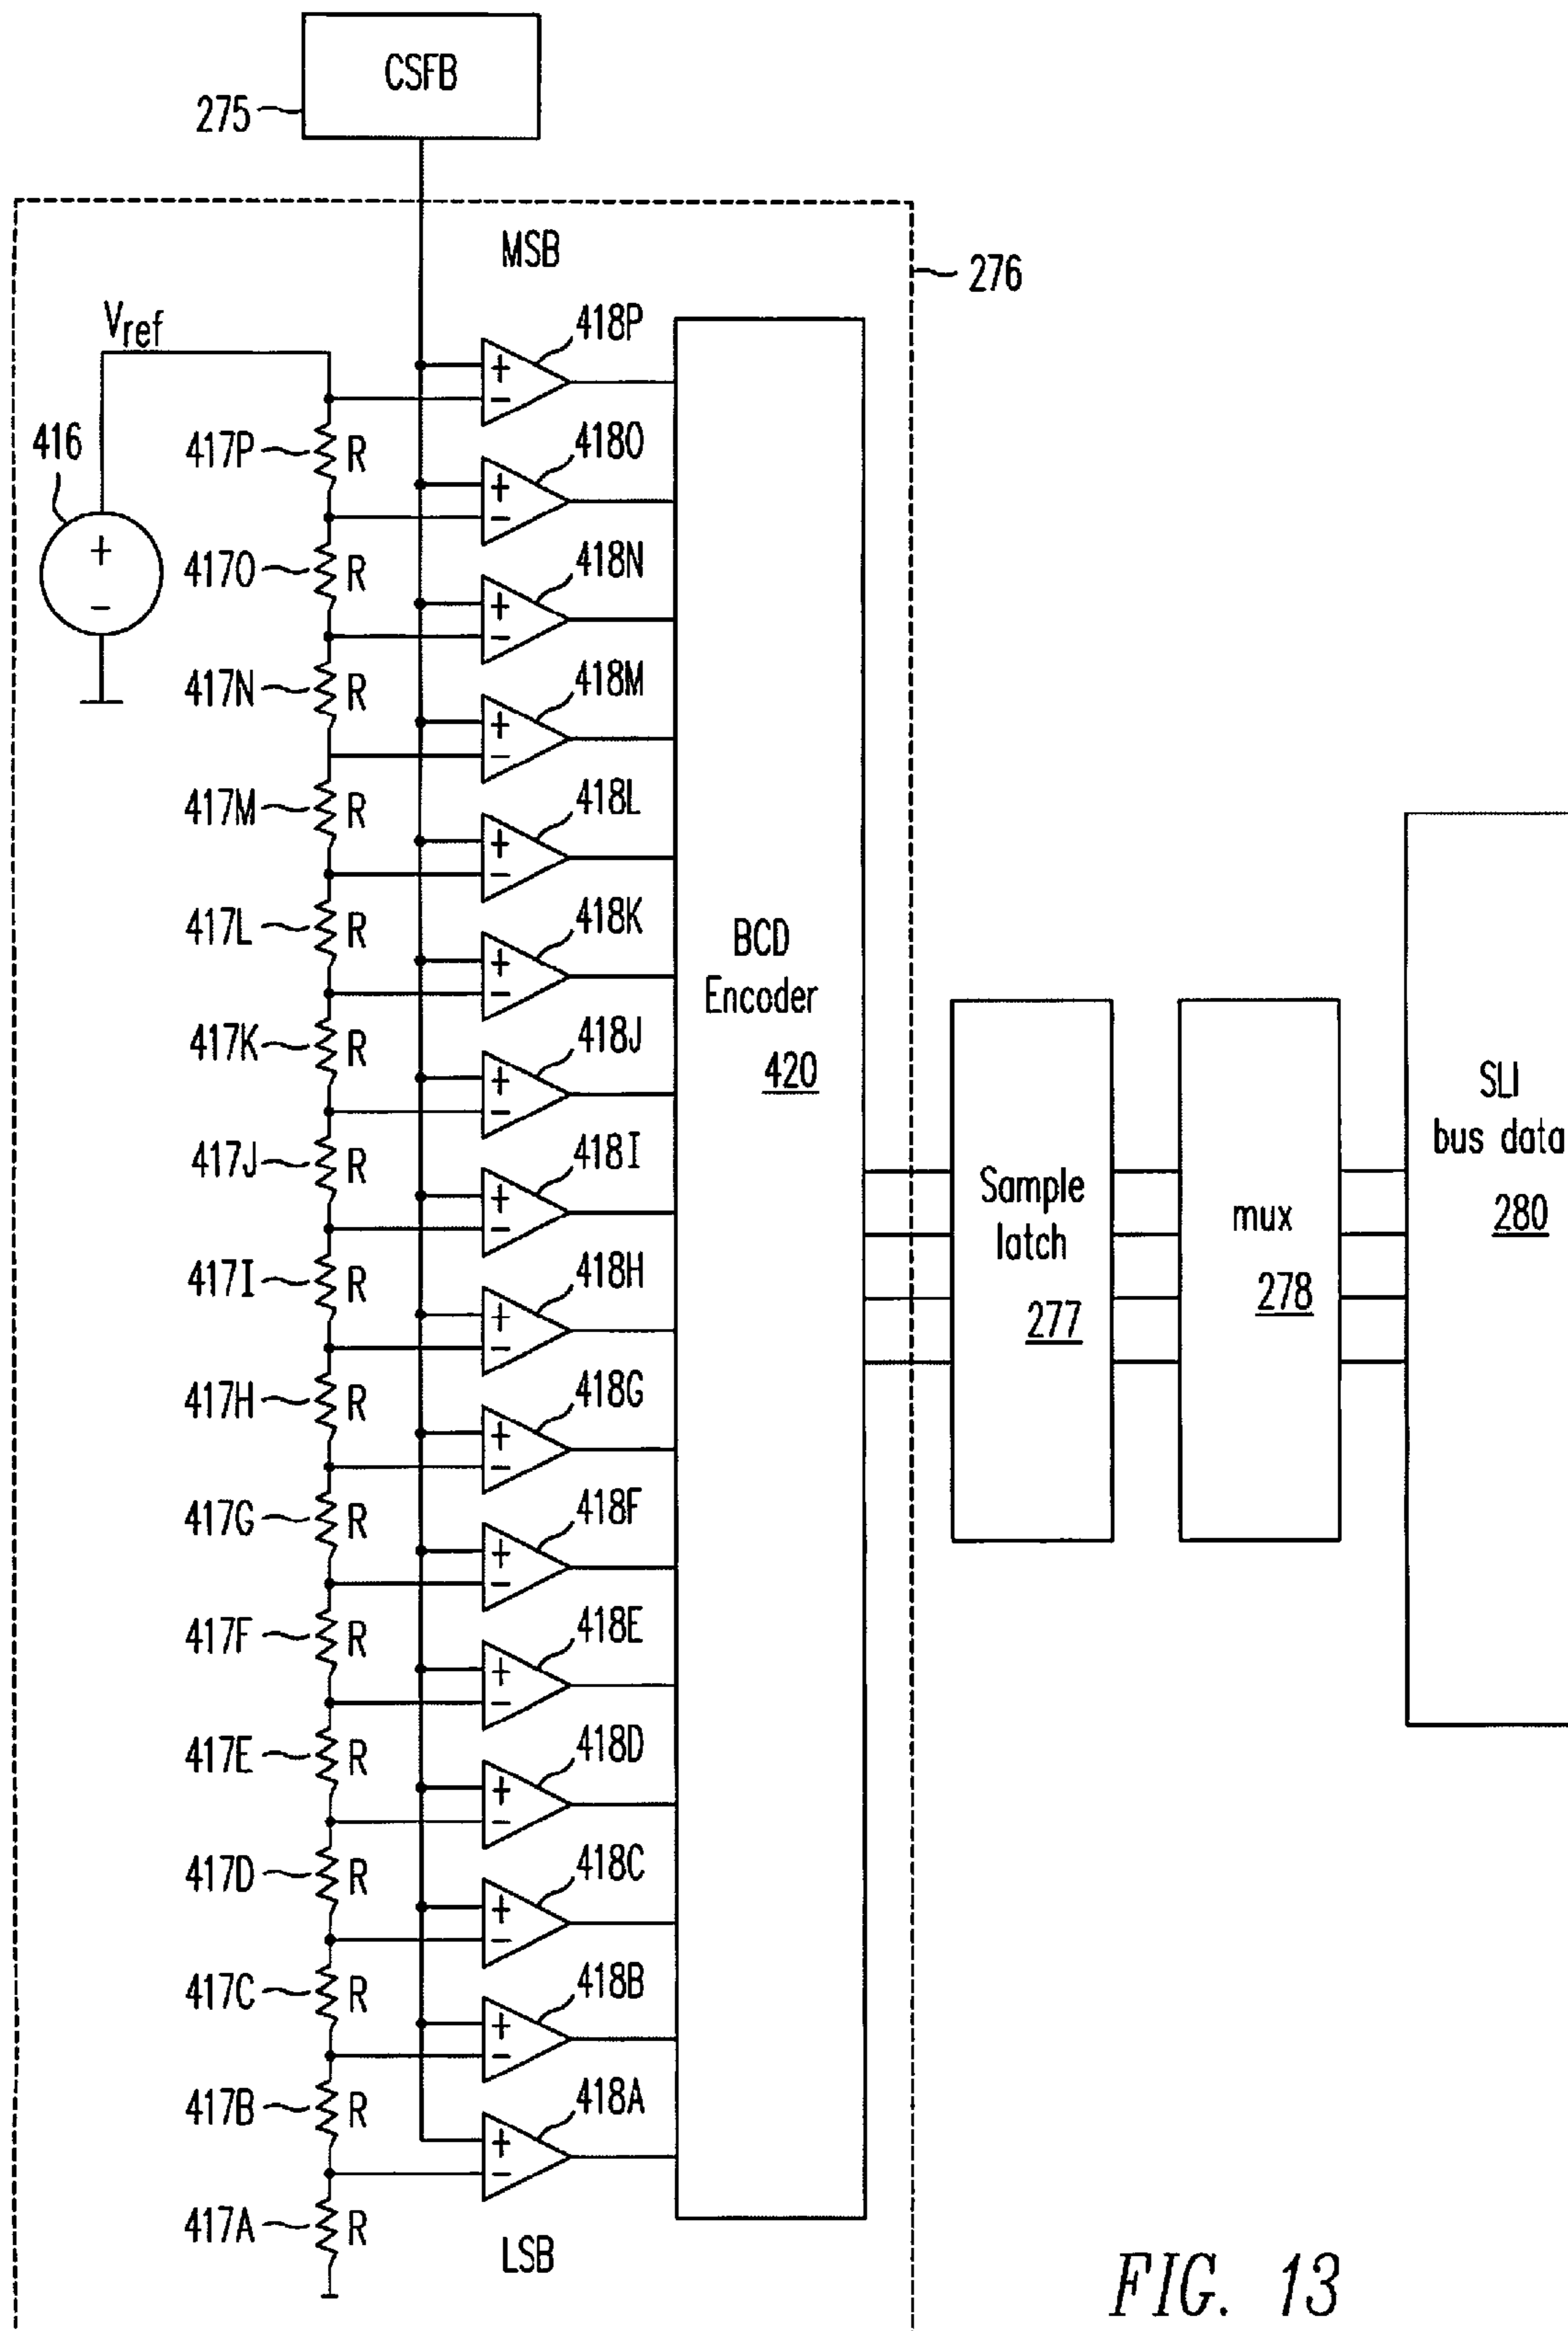 CSFB
275
MSB
276
Vref
416
+
−
417P R
417O R
417N R
417M R
417L R
417K R
417J R
417I R
417H R
417G R
417F R
417E R
417D R
417C R
417B R
417A R
+ − 418P
+ − 418O
+ − 418N
+ − 418M
+ − 418L
+ − 418K
+ − 418J
+ − 418I
+ − 418H
+ − 418G
+ − 418F
+ − 418E
+ − 418D
+ − 418C
+ − 418B
+ − 418A
LSB
BCD
Encoder
420
Sample
latch
277
mux
278
SLI
bus data
280
FIG. 13